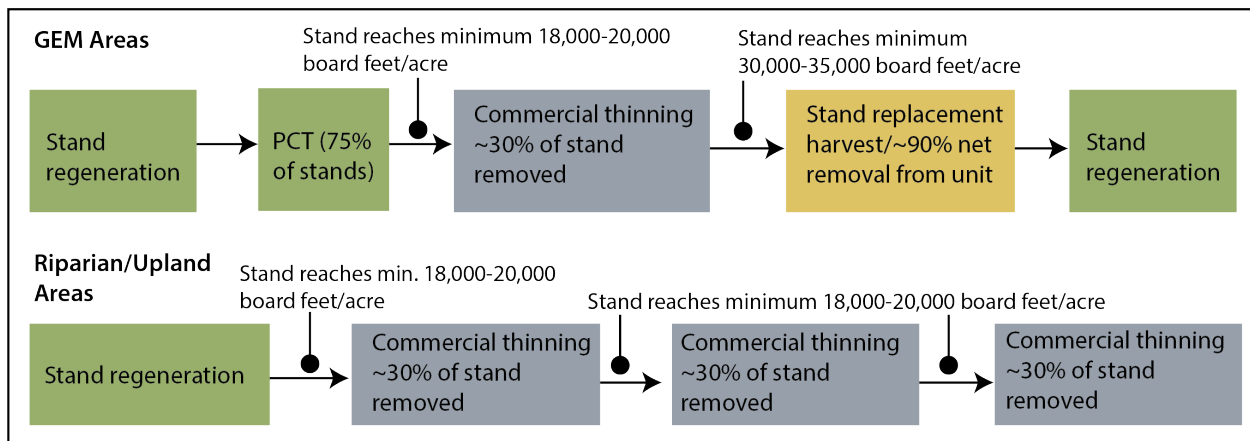 GEM Areas
Stand reaches minimum 18,000-20,000
board feet/acre
Stand reaches minimum
30,000-35,000 board feet/acre
Stand
regeneration
PCT (75%
of stands)
Commercial thinning
~30% of stand
removed
Stand replacement
harvest/~90% net
removal from unit
Stand
regeneration
Riparian/Upland
Areas
Stand reaches min. 18,000-20,000
board feet/acre
Stand reaches minimum 18,000-20,000 board feet/acre
Stand regeneration
Commercial thinning
~30% of stand
removed
Commercial thinning
~30% of stand
removed
Commercial thinning
~30% of stand
removed